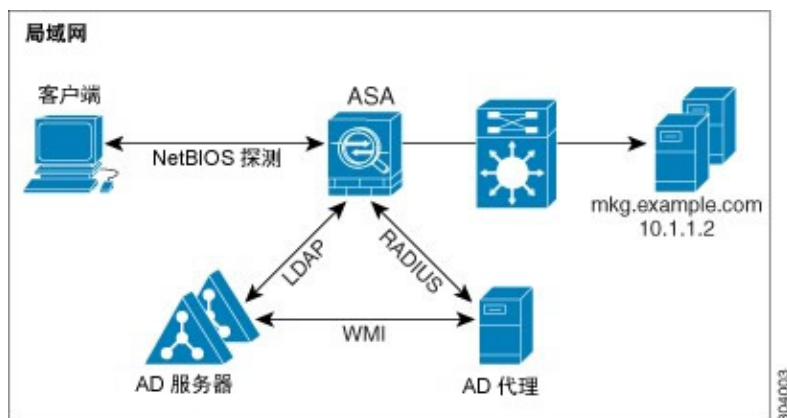 局域网
客户端
ASA
NetBIOS 探测
mkg.example.com
10.1.1.2
LDAP
RADIUS
WMI
AD 服务器
AD 代理
304003